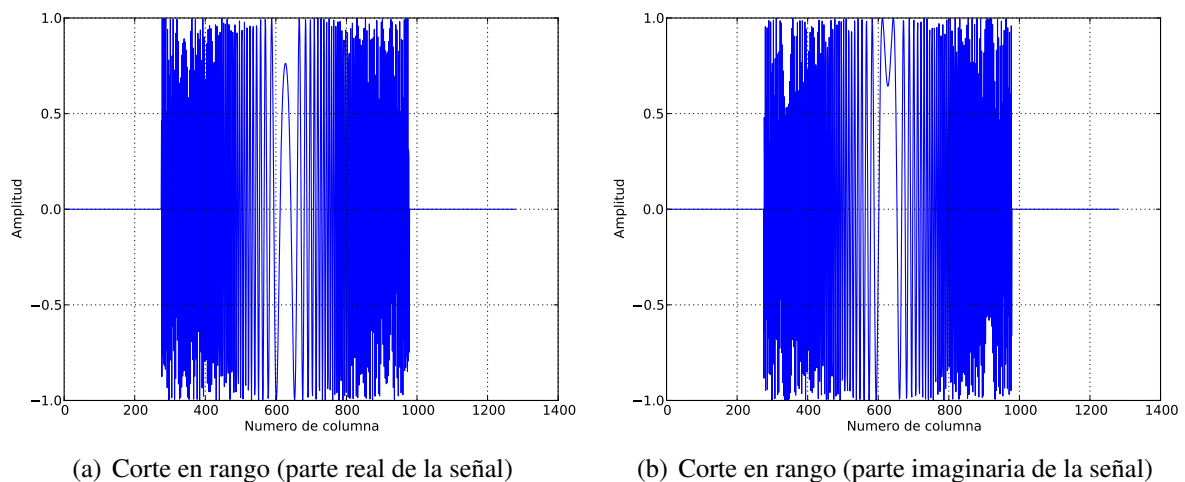 1.0
0.5
0.0
−0.5
−1.0
Amplitud
0 200 400 600 800 1000 1200 1400
Numero de columna
(a) Corte en rango (parte real de la señal)
1.0
0.5
0.0
−0.5
−1.0
Amplitud
0 200 400 600 800 1000 1200 1400
Numero de columna
(b) Corte en rango (parte imaginaria de la señal)